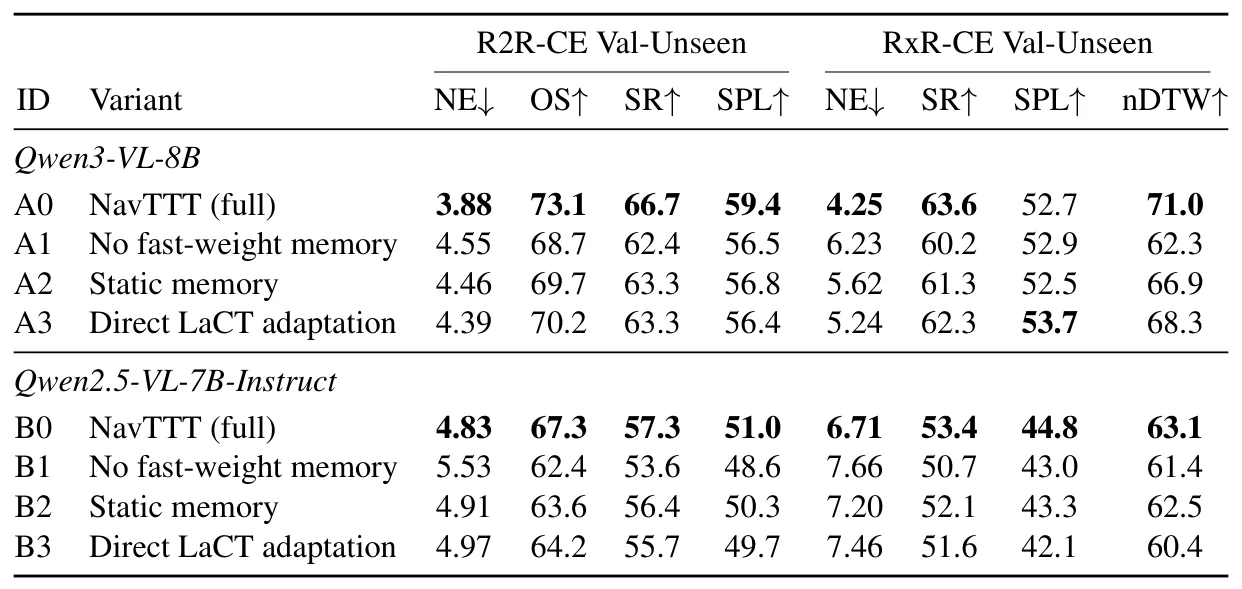 R2R-CE Val-Unseen RxR-CE Val-Unseen
ID Variant NE↓ OS↑ SR↑ SPL↑ NE↓ SR↑ SPL↑ nDTW↑
Qwen3-VL-8B
A0 NavTTT (full) 3.88 73.1 66.7 59.4 4.25 63.6 52.7 71.0
A1 No fast-weight memory 4.55 68.7 62.4 56.5 6.23 60.2 52.9 62.3
A2 Static memory 4.46 69.7 63.3 56.8 5.62 61.3 52.5 66.9
A3 Direct LaCT adaptation 4.39 70.2 63.3 56.4 5.24 62.3 53.7 68.3
Qwen2.5-VL-7B-Instruct
B0 NavTTT (full) 4.83 67.3 57.3 51.0 6.71 53.4 44.8 63.1
B1 No fast-weight memory 5.53 62.4 53.6 48.6 7.66 50.7 43.0 61.4
B2 Static memory 4.91 63.6 56.4 50.3 7.20 52.1 43.3 62.5
B3 Direct LaCT adaptation 4.97 64.2 55.7 49.7 7.46 51.6 42.1 60.4